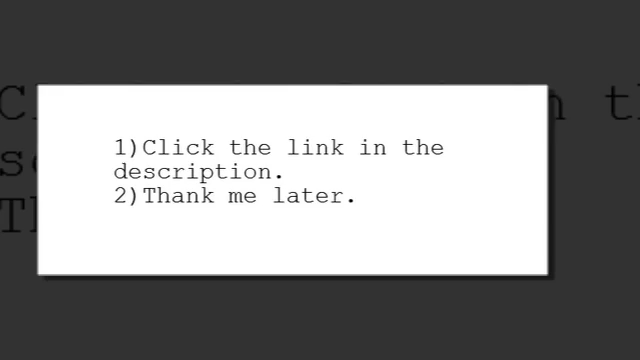 1)Click the link in the
description.
2)Thank me later.